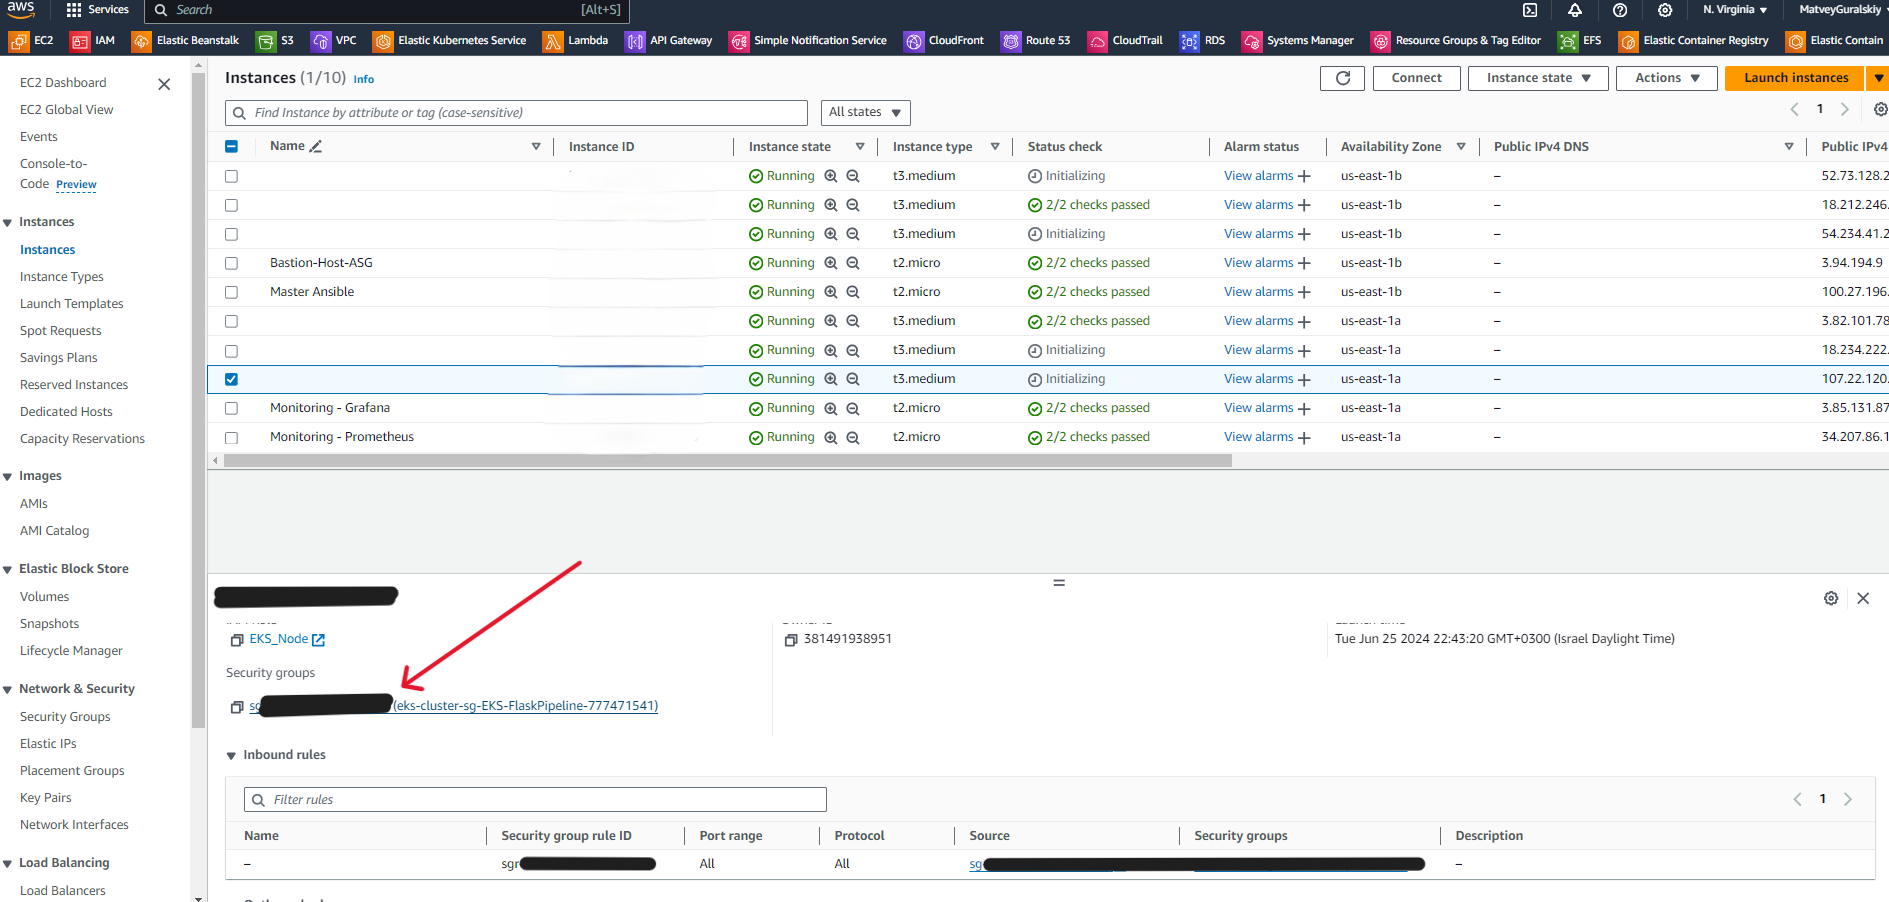 aws Services Search [Alt+S] N. Virginia MatveyGuralskiy
EC2 IAM Elastic Beanstalk S3 VPC Elastic Kubernetes Service Lambda API Gateway Simple Notification Service CloudFront Route 53 CloudTrail RDS Systems Manager Resource Groups & Tag Editor EFS Elastic Container Registry Elastic Contain
EC2 Dashboard
EC2 Global View
Events
Console-to-
Code Preview
Instances
Instances
Instance Types
Launch Templates
Spot Requests
Savings Plans
Reserved Instances
Dedicated Hosts
Capacity Reservations
Images
AMIs
AMI Catalog
Elastic Block Store
Volumes
Snapshots
Lifecycle Manager
Network & Security
Security Groups
Elastic IPs
Placement Groups
Key Pairs
Network Interfaces
Load Balancing
Load Balancers
Instances (1/10) Info Connect Instance state Actions Launch instances
Find Instance by attribute or tag (case-sensitive) All states 1
Name Instance ID Instance state Instance type Status check Alarm status Availability Zone Public IPv4 DNS Public IPv4
Running t3.medium Initializing View alarms + us-east-1b – 52.73.128.2
Running t3.medium 2/2 checks passed View alarms + us-east-1b – 18.212.246.
Running t3.medium Initializing View alarms + us-east-1b – 54.234.41.2
Bastion-Host-ASG Running t2.micro 2/2 checks passed View alarms + us-east-1b – 3.94.194.9
Master Ansible Running t2.micro 2/2 checks passed View alarms + us-east-1b – 100.27.196.
Running t3.medium 2/2 checks passed View alarms + us-east-1a – 3.82.101.78
Running t3.medium Initializing View alarms + us-east-1a – 18.234.222.
Running t3.medium Initializing View alarms + us-east-1a – 107.22.120.
Monitoring - Grafana Running t2.micro 2/2 checks passed View alarms + us-east-1a – 3.85.131.87
Monitoring - Prometheus Running t2.micro 2/2 checks passed View alarms + us-east-1a – 34.207.86.1
EKS_Node 381491938951 Tue Jun 25 2024 22:43:20 GMT+0300 (Israel Daylight Time)
Security groups
sg (eks-cluster-sg-EKS-FlaskPipeline-777471541)
Inbound rules
Filter rules 1
Name Security group rule ID Port range Protocol Source Security groups Description
– sgr All All sg –